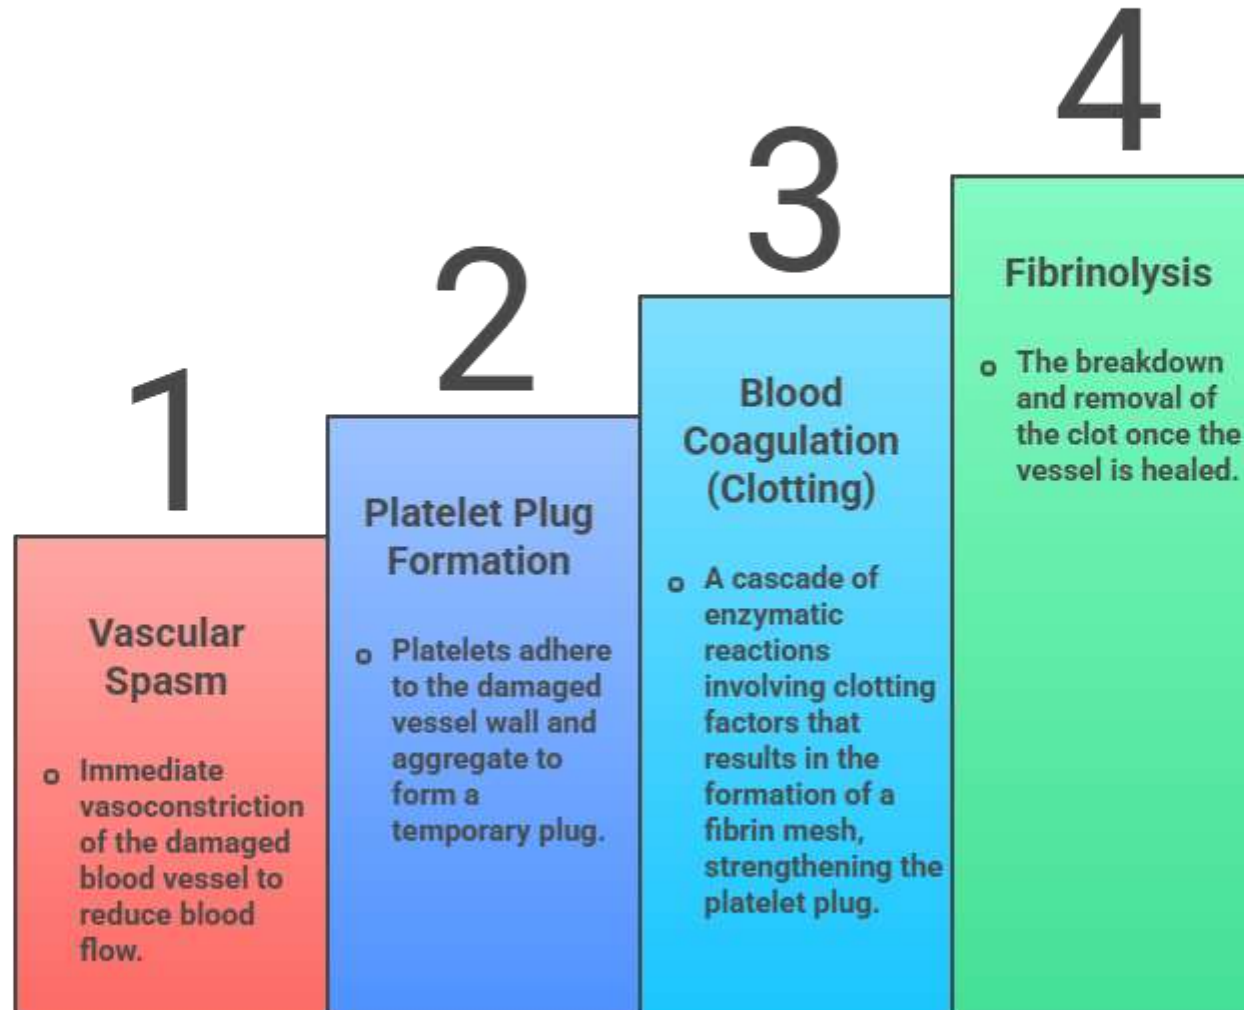 1
Vascular
Spasm
o Immediate
vasoconstriction
of the damaged
blood vessel to
reduce blood
flow.
2
Platelet Plug
Formation
o Platelets adhere
to the damaged
vessel wall and
aggregate to
form a
temporary plug.
3
Blood
Coagulation
(Clotting)
o A cascade of
enzymatic
reactions
involving clotting
factors that
results in the
formation of a
fibrin mesh,
strengthening the
platelet plug.
4
Fibrinolysis
o The breakdown
and removal of
the clot once the
vessel is healed.